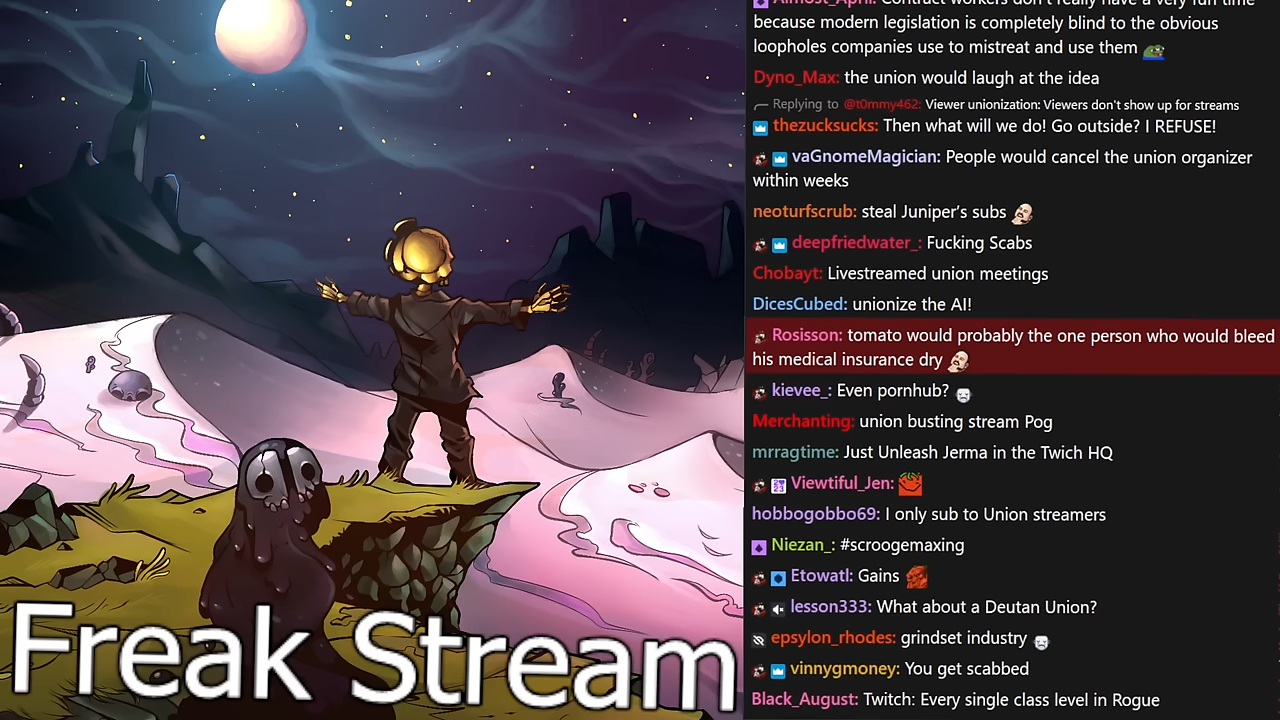 Almost_April: Contract workers don't really have a very fun time
because modern legislation is completely blind to the obvious
loopholes companies use to mistreat and use them
Dyno_Max: the union would laugh at the idea
Replying to @t0mmy462: Viewer unionization: Viewers don't show up for streams
thezucksucks: Then what will we do! Go outside? I REFUSE!
vaGnomeMagician: People would cancel the union organizer
within weeks
neoturfscrub: steal Juniper's subs
deepfriedwater_: Fucking Scabs
Chobayt: Livestreamed union meetings
DicesCubed: unionize the AI!
Rosisson: tomato would probably the one person who would bleed
his medical insurance dry
kievee_: Even pornhub?
Merchanting: union busting stream Pog
mrragtime: Just Unleash Jerma in the Twich HQ
Viewtiful_Jen:
hobbogobbo69: I only sub to Union streamers
Niezan_: #scroogemaxing
Etowatl: Gains
lesson333: What about a Deutan Union?
epsylon_rhodes: grindset industry
vinnygmoney: You get scabbed
Black_August: Twitch: Every single class level in Rogue
Freak Stream